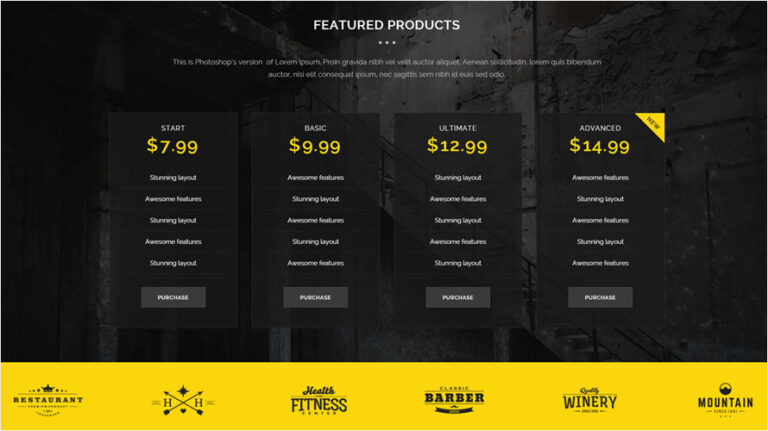 FEATURED PRODUCTS
This is Photoshop's version of Lorem Ipsum, Proin gravida nibh vel velit auctor aliquet. Aenean sollicitudin, lorem quis bibendum
auctor, nisi elit consequat ipsum, nec sagittis sem nibh id euis sed odio.
START
$7.99
Stunning layout
Awesome features
Stunning layout
Awesome features
Stunning layout
PURCHASE
BASIC
$9.99
Awesome features
Stunning layout
Awesome features
Stunning layout
Awesome features
PURCHASE
ULTIMATE
$12.99
Stunning layout
Awesome features
Stunning layout
Awesome features
Stunning layout
PURCHASE
NEW
ADVANCED
$14.99
Awesome features
Stunning layout
Awesome features
Stunning layout
Awesome features
PURCHASE
RESTAURANT
PREMIUM PRODUCT
H H
Health
FITNESS
CENTER
CLASSIC
BARBER
SHOP
Quality
WINERY
MOUNTAIN